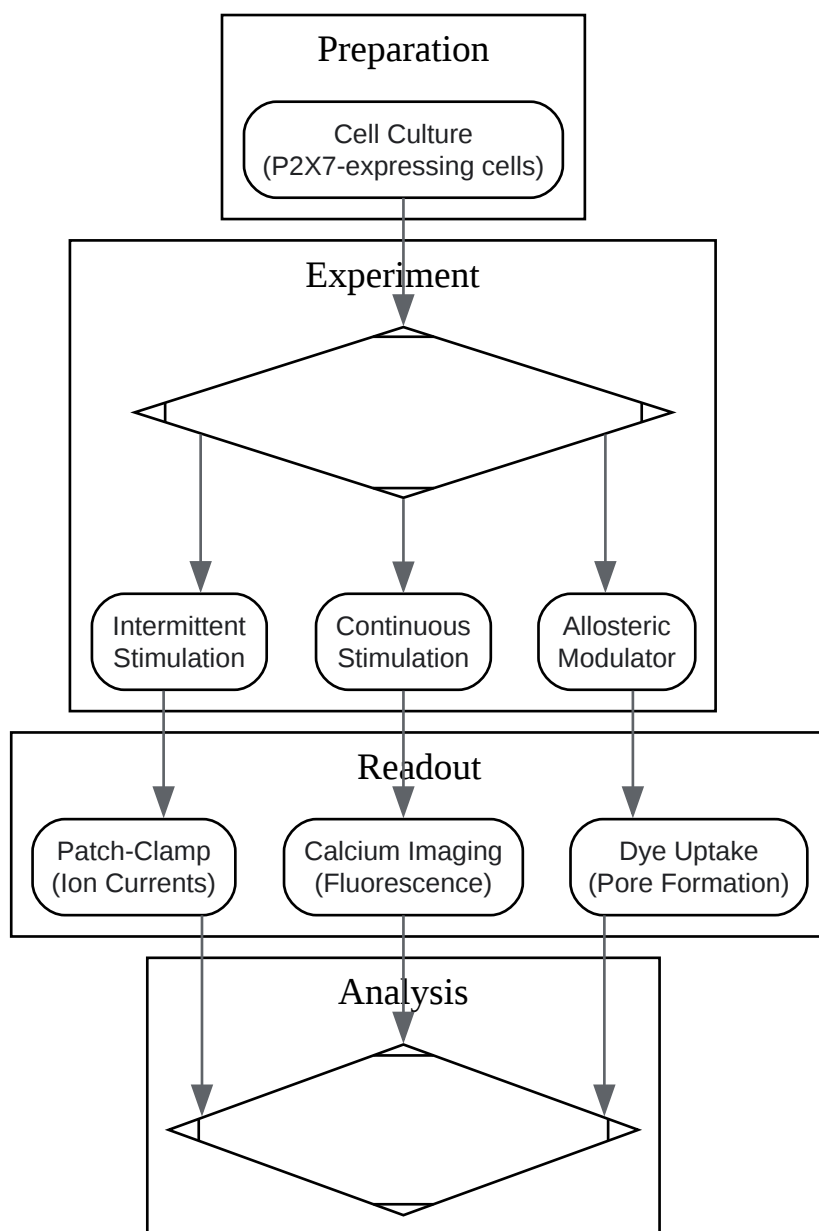 Preparation
Cell Culture
(P2X7-expressing cells)
Experiment
Intermittent
Stimulation
Continuous
Stimulation
Allosteric
Modulator
Readout
Patch-Clamp
(Ion Currents)
Calcium Imaging
(Fluorescence)
Dye Uptake
(Pore Formation)
Analysis